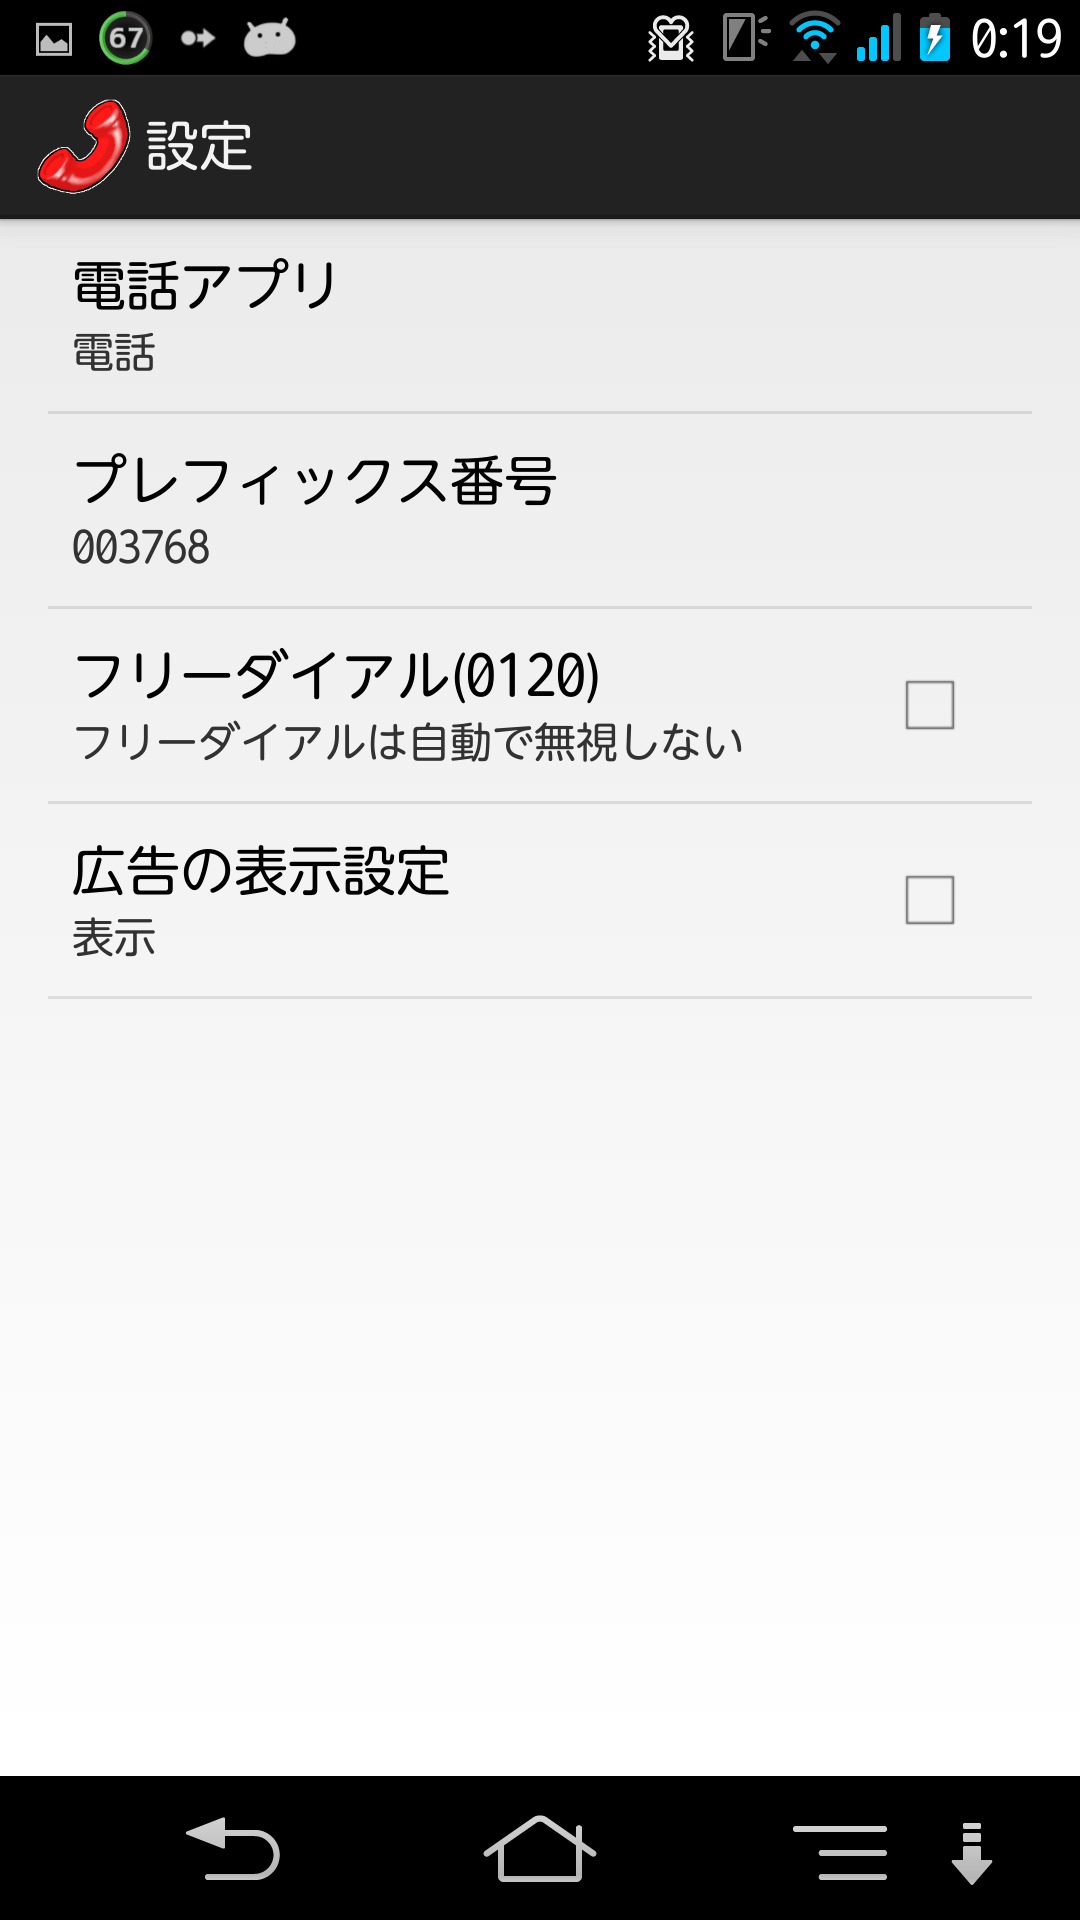 67
0:19
設定
電話アプリ
電話
プレフィックス番号
003768
フリーダイアル(0120)
フリーダイアルは自動で無視しない
広告の表示設定
表示